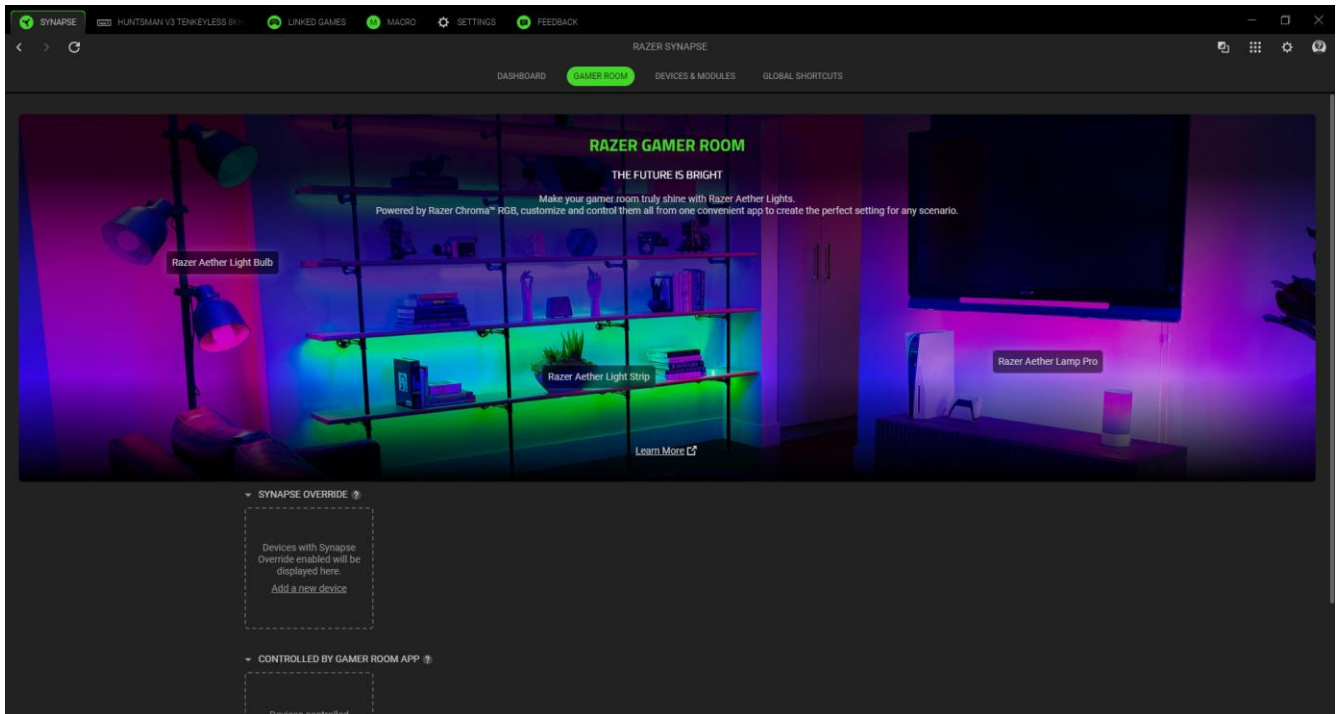 SYNAPSE
HUNTSMAN V3 TENKEYLESS 8KH
LINKED GAMES
M MACRO
SETTINGS
FEEDBACK
RAZER SYNAPSE
DASHBOARD
GAMER ROOM
DEVICES & MODULES
GLOBAL SHORTCUTS
RAZER GAMER ROOM
THE FUTURE IS BRIGHT
Make your gamer room truly shine with Razer Aether Lights.
Powered by Razer Chroma™ RGB, customize and control them all from one convenient app to create the perfect setting for any scenario.
Razer Aether Light Bulb
Razer Aether Lamp Pro
Razer Aether Light Strip
Learn More
SYNAPSE OVERRIDE ?
Devices with Synapse
Override enabled will be
displayed here.
Add a new device
CONTROLLED BY GAMER ROOM APP ?
Devices controlled